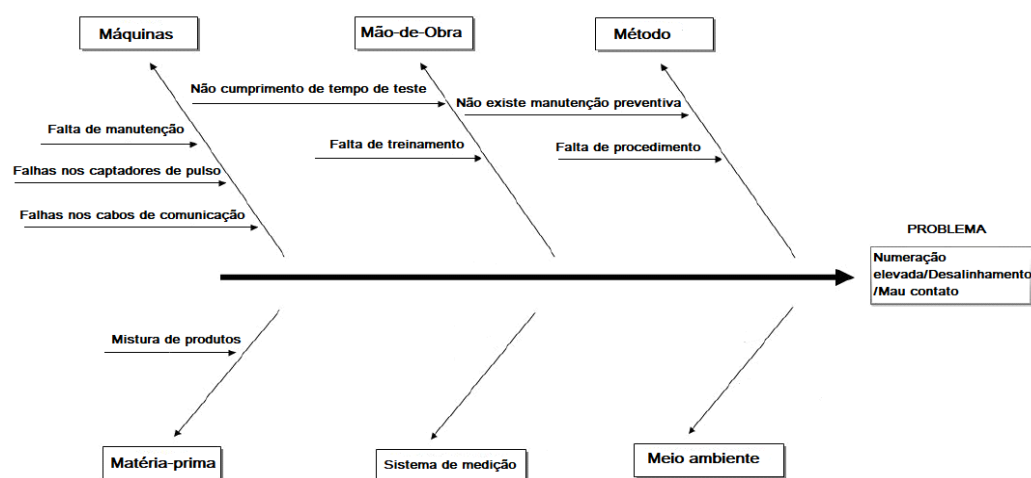 Máquinas
Mão-de-Obra
Método
Não cumprimento de tempo de teste
Não existe manutenção preventiva
Falta de manutenção
Falta de treinamento
Falta de procedimento
Falhas nos captadores de pulso
Falhas nos cabos de comunicação
PROBLEMA
Numeração
elevada/Desalinhamento
/Mau contato
Mistura de produtos
Matéria-prima
Sistema de medição
Meio ambiente